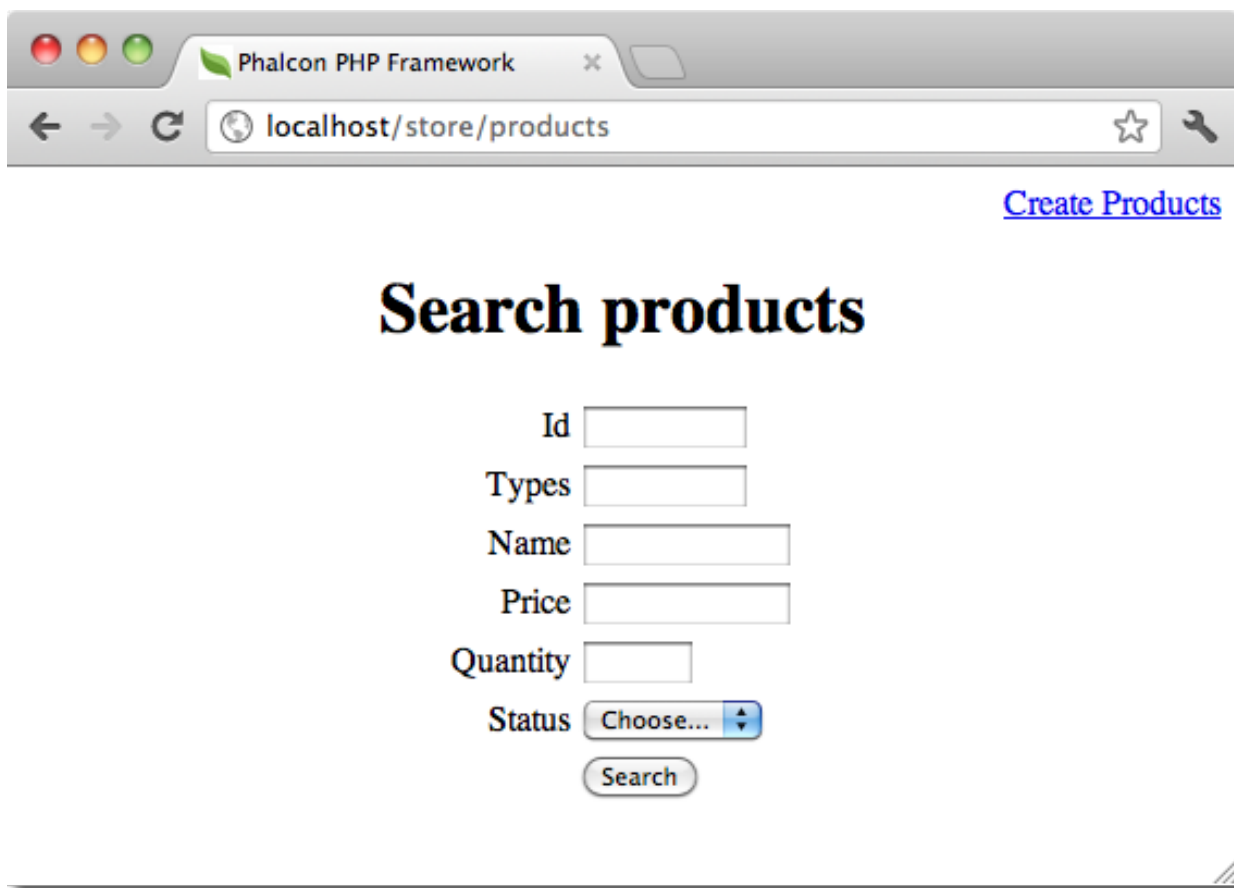 Phalcon PHP Framework
localhost/store/products
Create Products
Search products
Id
Types
Name
Price
Quantity
Status Choose...
Search